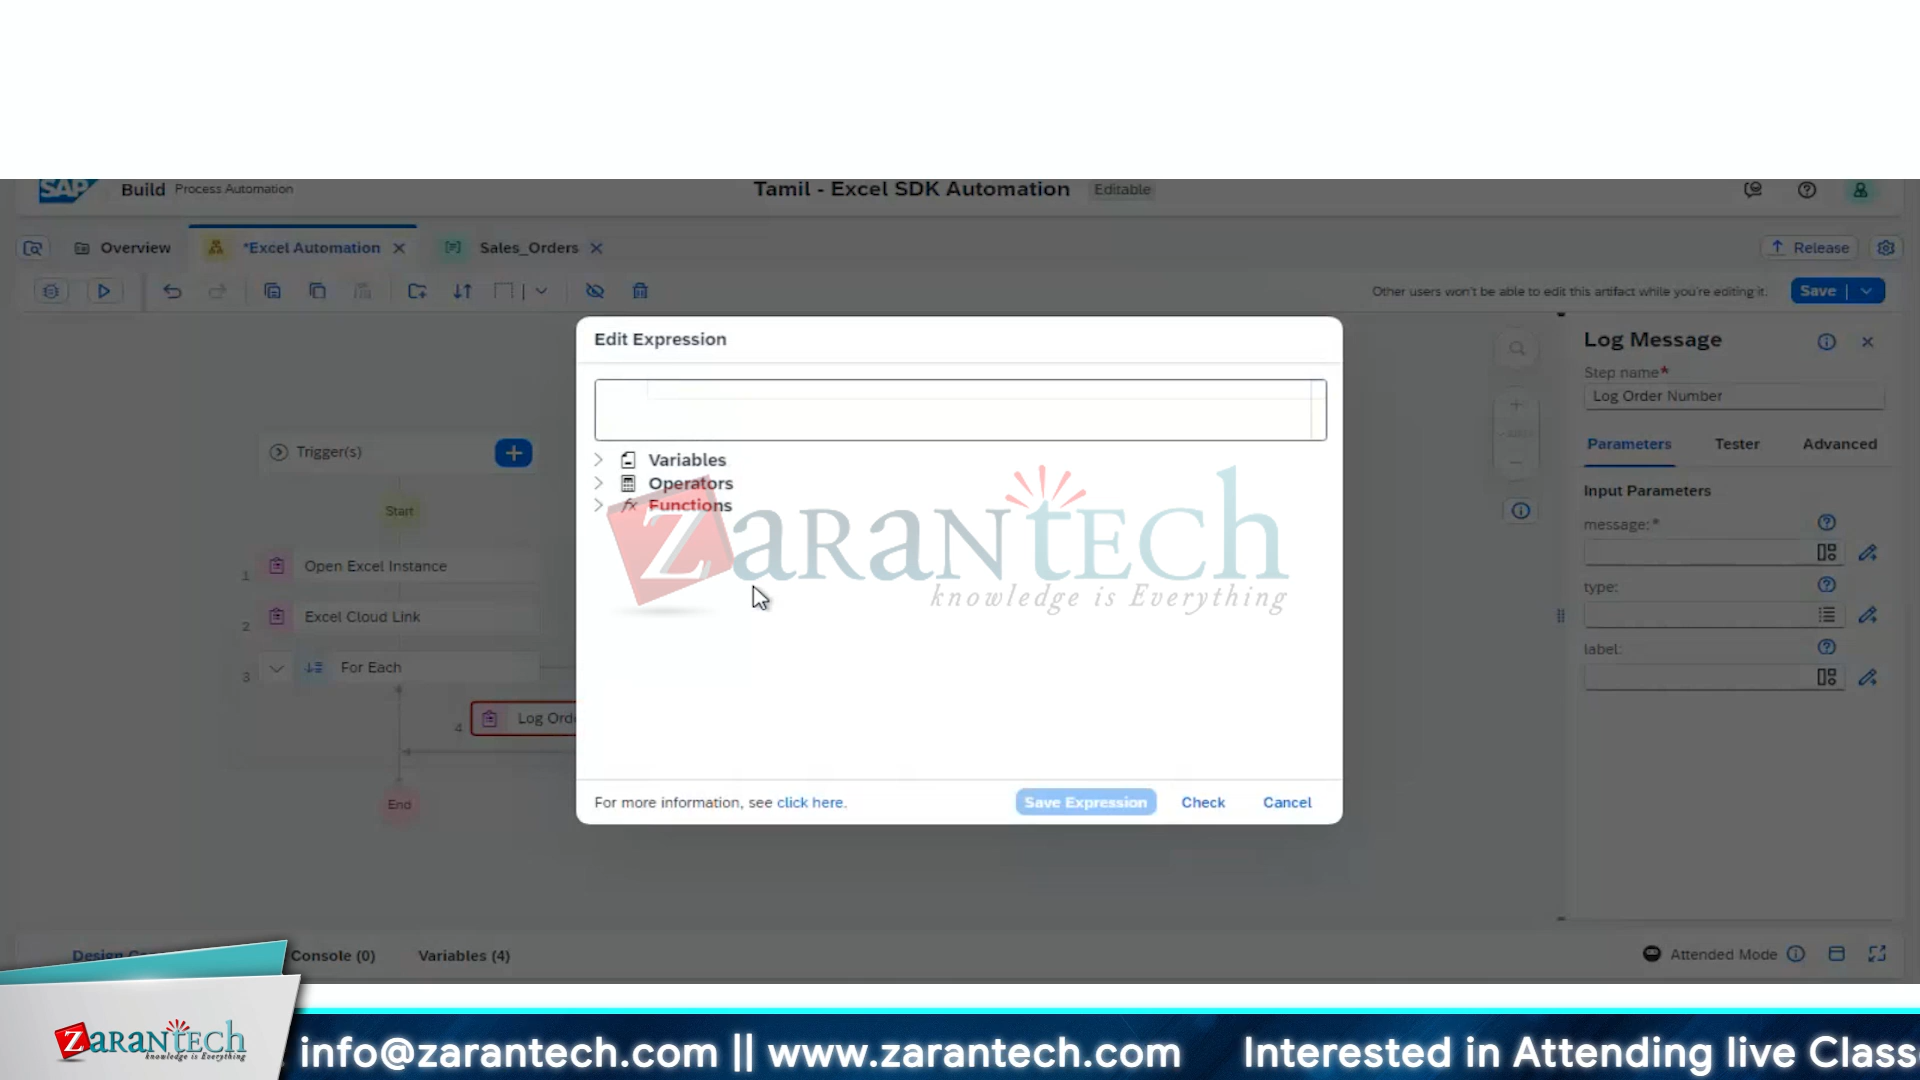 SAP Build Process Automation
Tamil - Excel SDK Automation Editable
Overview
*Excel Automation
Sales_Orders
Release
Other users won't be able to edit this artifact while you're editing it.
Save
Edit Expression
Variables
Operators
Functions
For more information, see click here.
Save Expression
Check
Cancel
Trigger(s)
Start
1 Open Excel Instance
2 Excel Cloud Link
3 For Each
4 Log Orde
End
Log Message
Step name*
Log Order Number
Parameters Tester Advanced
Input Parameters
message:*
type:
label:
ZaranTech
knowledge is Everything
Design Console (0) Variables (4)
Attended Mode
ZaranTech
knowledge is Everything
info@zarantech.com || www.zarantech.com Interested in Attending live Class